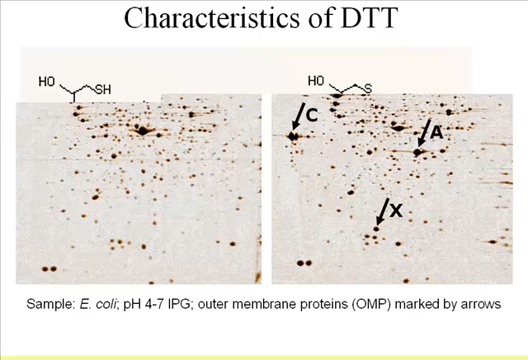 Characteristics of DTT
HO
SH
HO
S
C
A
X
Sample: E. coli; pH 4-7 IPG; outer membrane proteins (OMP) marked by arrows